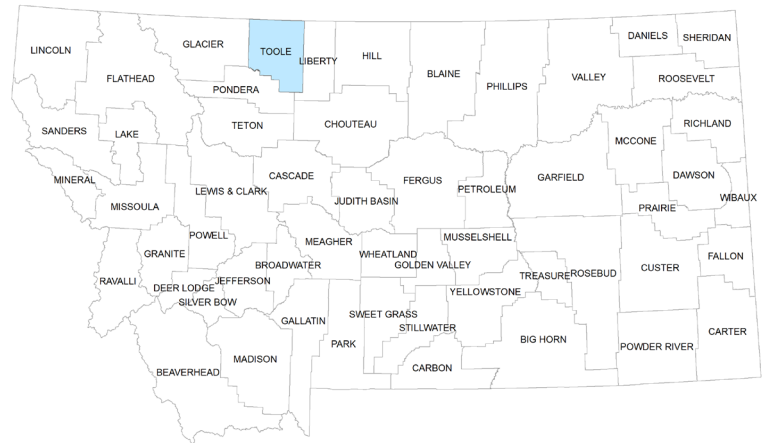 DANIELS
SHERIDAN
GLACIER
LINCOLN
TOOLE
HILL
LIBERTY
BLAINE
FLATHEAD
VALLEY
ROOSEVELT
PHILLIPS
PONDERA
TETON
CHOUTEAU
RICHLAND
SANDERS
LAKE
MCCONE
CASCADE
DAWSON
FERGUS
GARFIELD
MINERAL
LEWIS & CLARK
PETROLEUM
WIBAUX
JUDITH BASIN
MISSOULA
PRAIRIE
POWELL
MEAGHER
MUSSELSHELL
GRANITE
WHEATLAND
FALLON
BROADWATER
GOLDEN VALLEY
CUSTER
TREASURE
ROSEBUD
RAVALLI
JEFFERSON
DEER LODGE
YELLOWSTONE
SILVER BOW
SWEET GRASS
GALLATIN
STILLWATER
CARTER
BIG HORN
PARK
POWDER RIVER
MADISON
CARBON
BEAVERHEAD